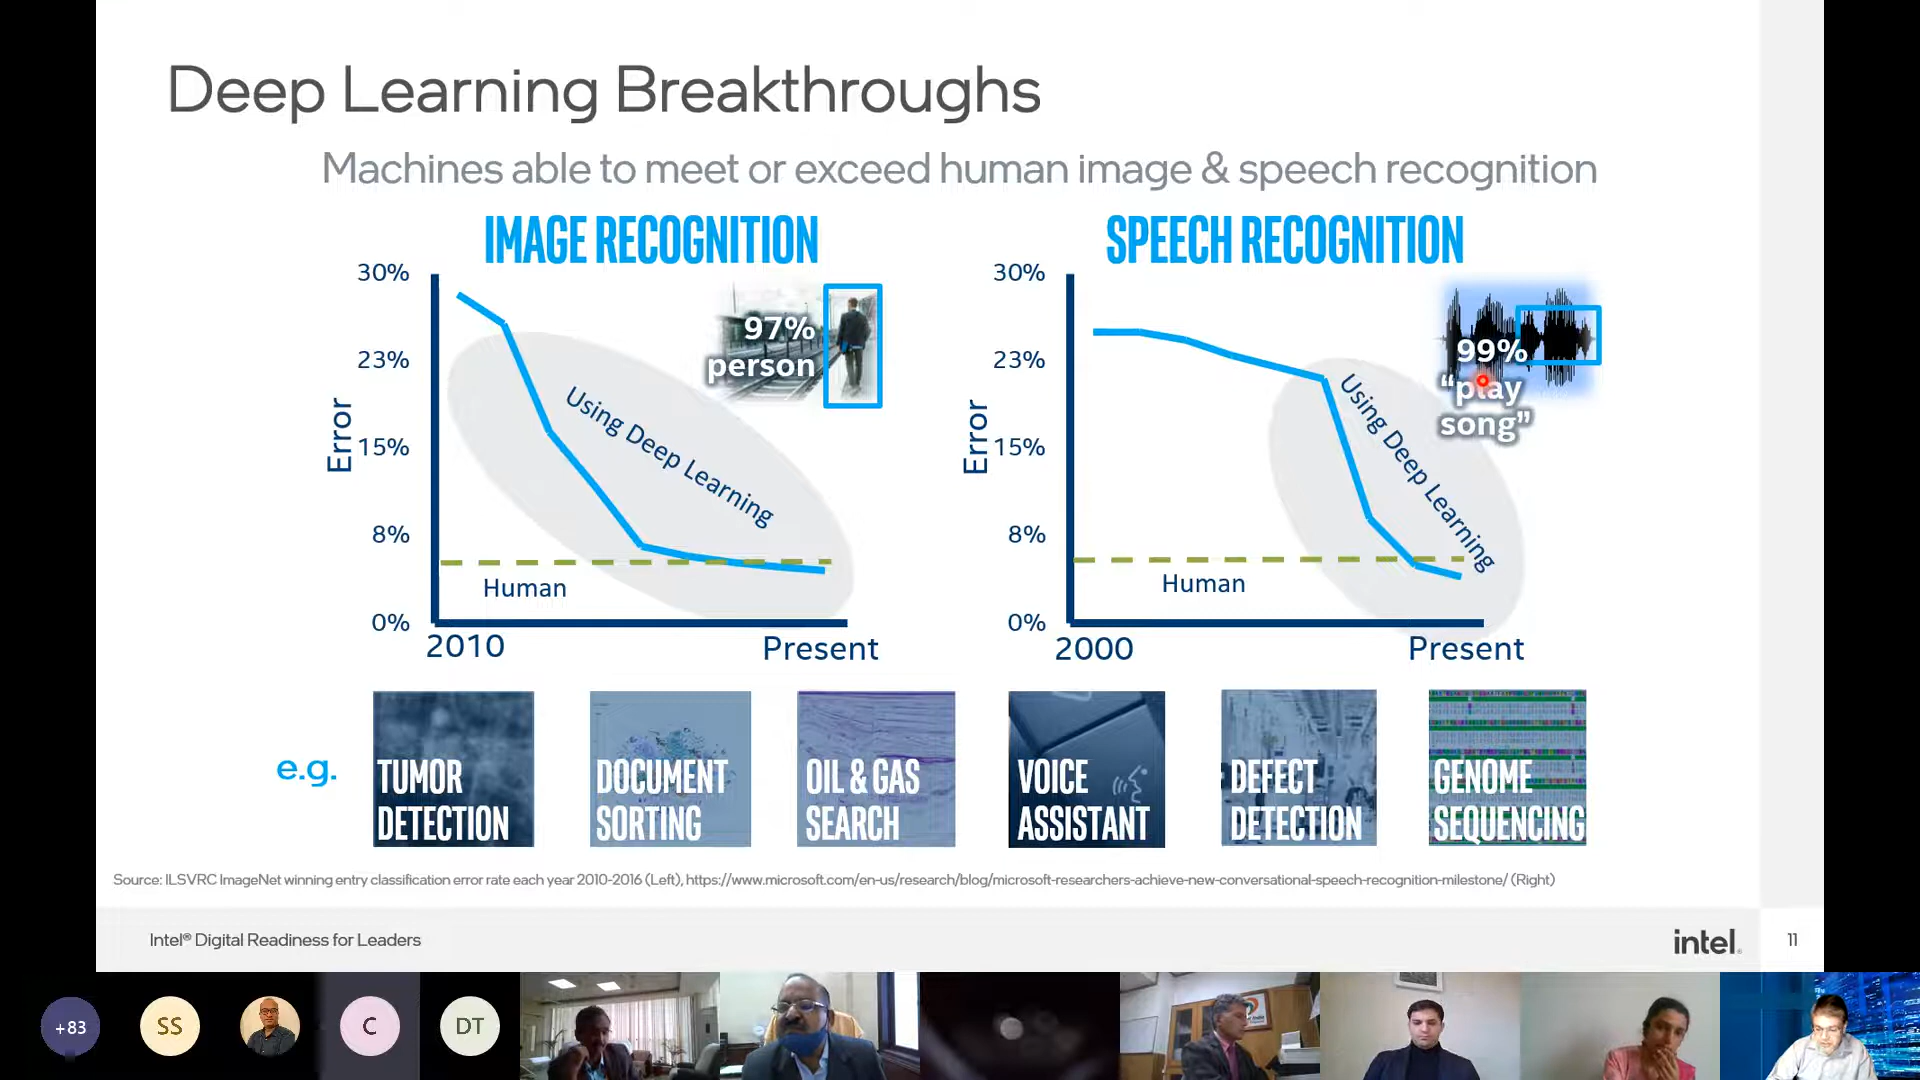 Deep Learning Breakthroughs
Machines able to meet or exceed human image & speech recognition
IMAGE RECOGNITION
30%
23%
15%
8%
0%
Error
97%
person
Using Deep Learning
Human
2010
Present
SPEECH RECOGNITION
30%
23%
15%
8%
0%
Error
99%
“play
song”
Using Deep Learning
Human
2000
Present
e.g.
TUMOR
DETECTION
DOCUMENT
SORTING
OIL & GAS
SEARCH
VOICE
ASSISTANT
DEFECT
DETECTION
GENOME
SEQUENCING
Source: ILSVRC ImageNet winning entry classification error rate each year 2010-2016 (Left), https://www.microsoft.com/en-us/research/blog/microsoft-researchers-achieve-new-conversational-speech-recognition-milestone/ (Right)
Intel® Digital Readiness for Leaders
intel.
11
+83
SS
C
DT